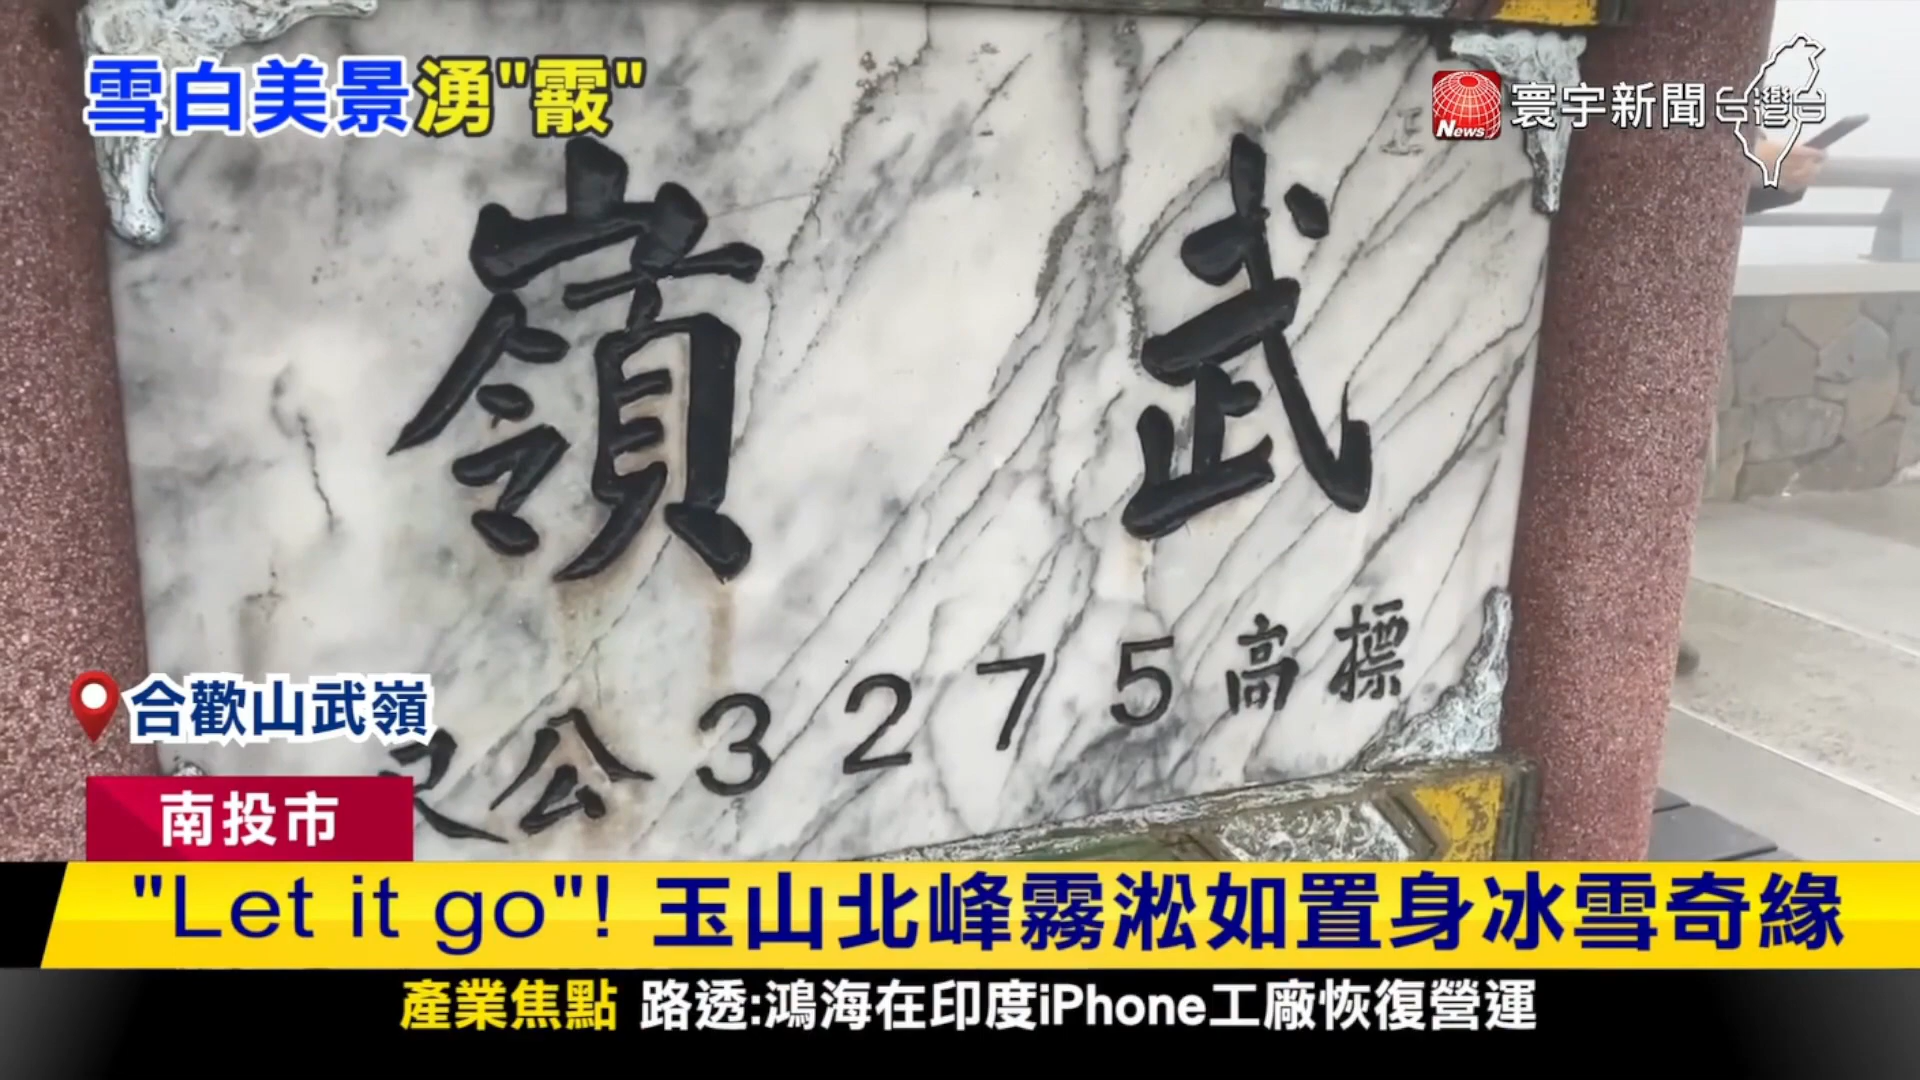 雪白美景湧"霰"
News 寰宇新聞 台灣台
武嶺
標高3275公尺
合歡山武嶺
南投市
"Let it go"! 玉山北峰霧淞如置身冰雪奇緣
產業焦點 路透:鴻海在印度iPhone工廠恢復營運